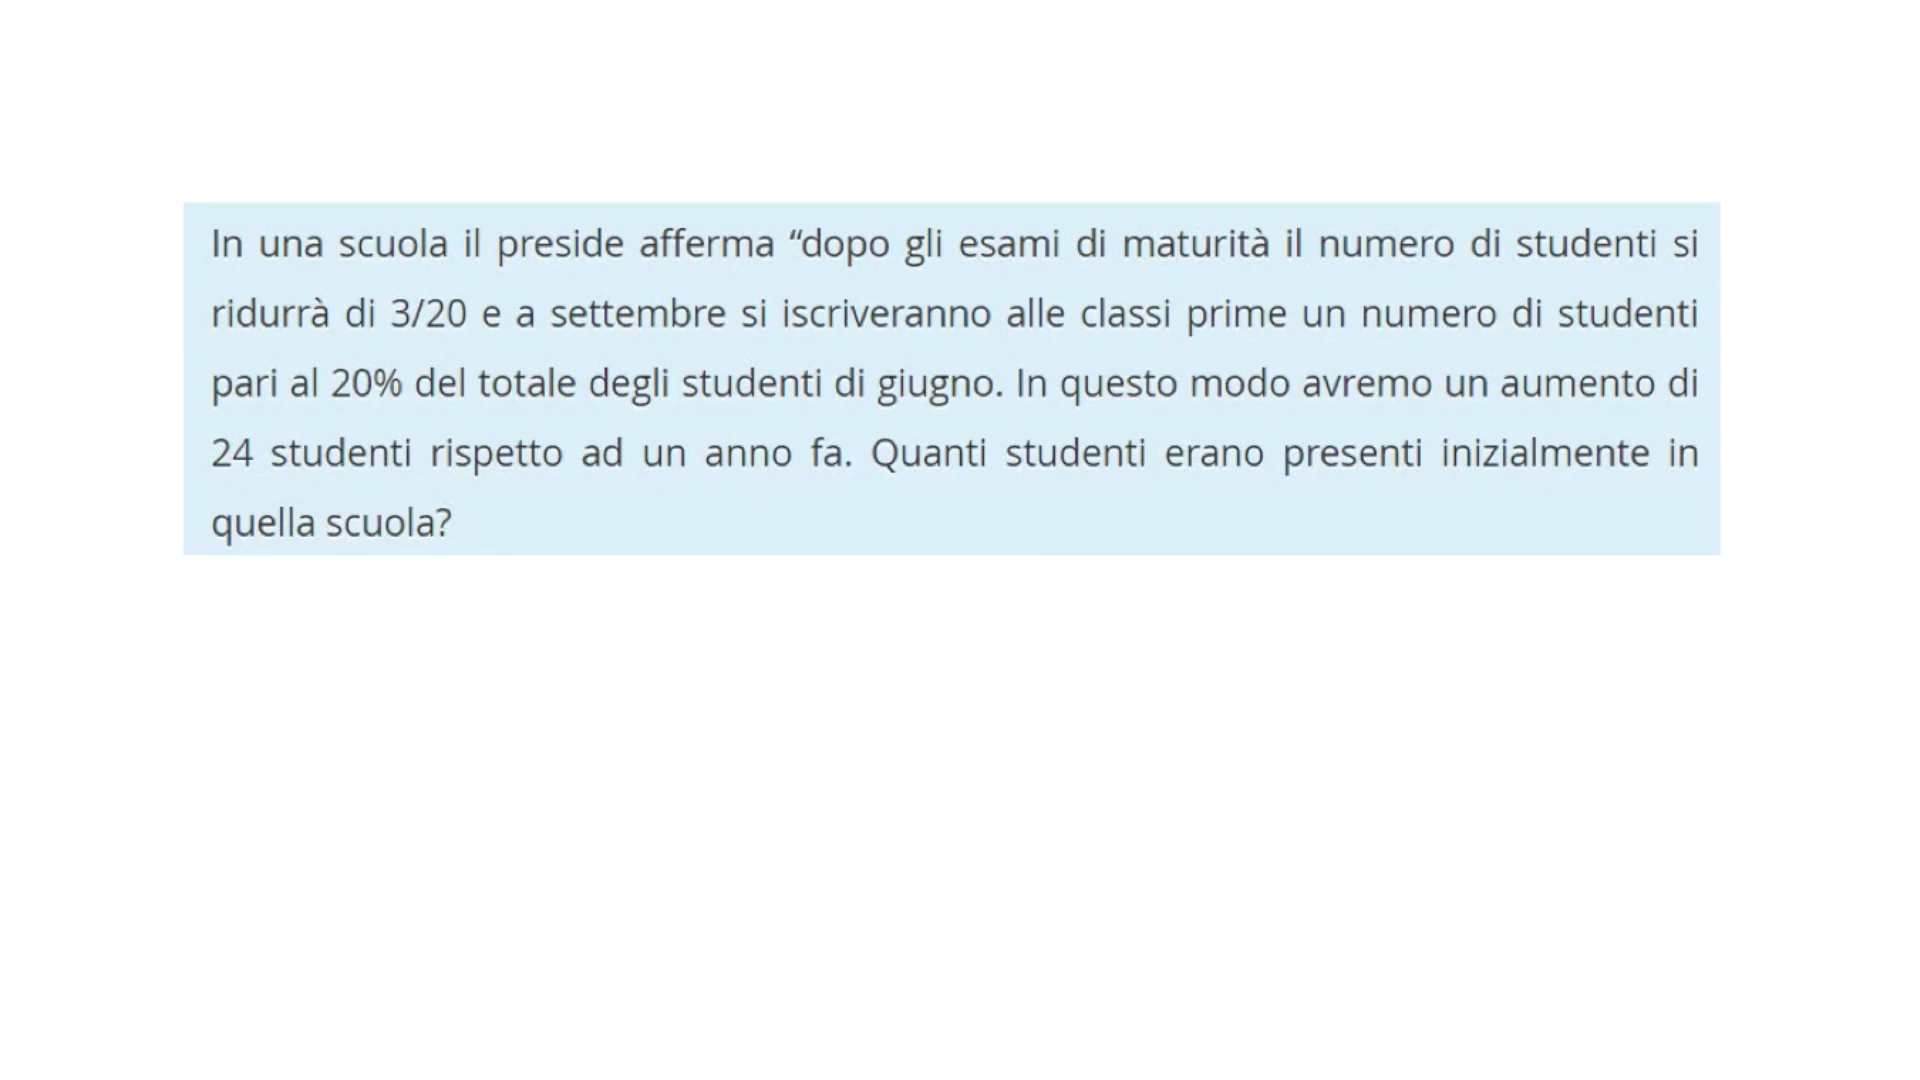 In una scuola il preside afferma “dopo gli esami di maturità il numero di studenti si
ridurrà di 3/20 e a settembre si iscriveranno alle classi prime un numero di studenti
pari al 20% del totale degli studenti di giugno. In questo modo avremo un aumento di
24 studenti rispetto ad un anno fa. Quanti studenti erano presenti inizialmente in
quella scuola?